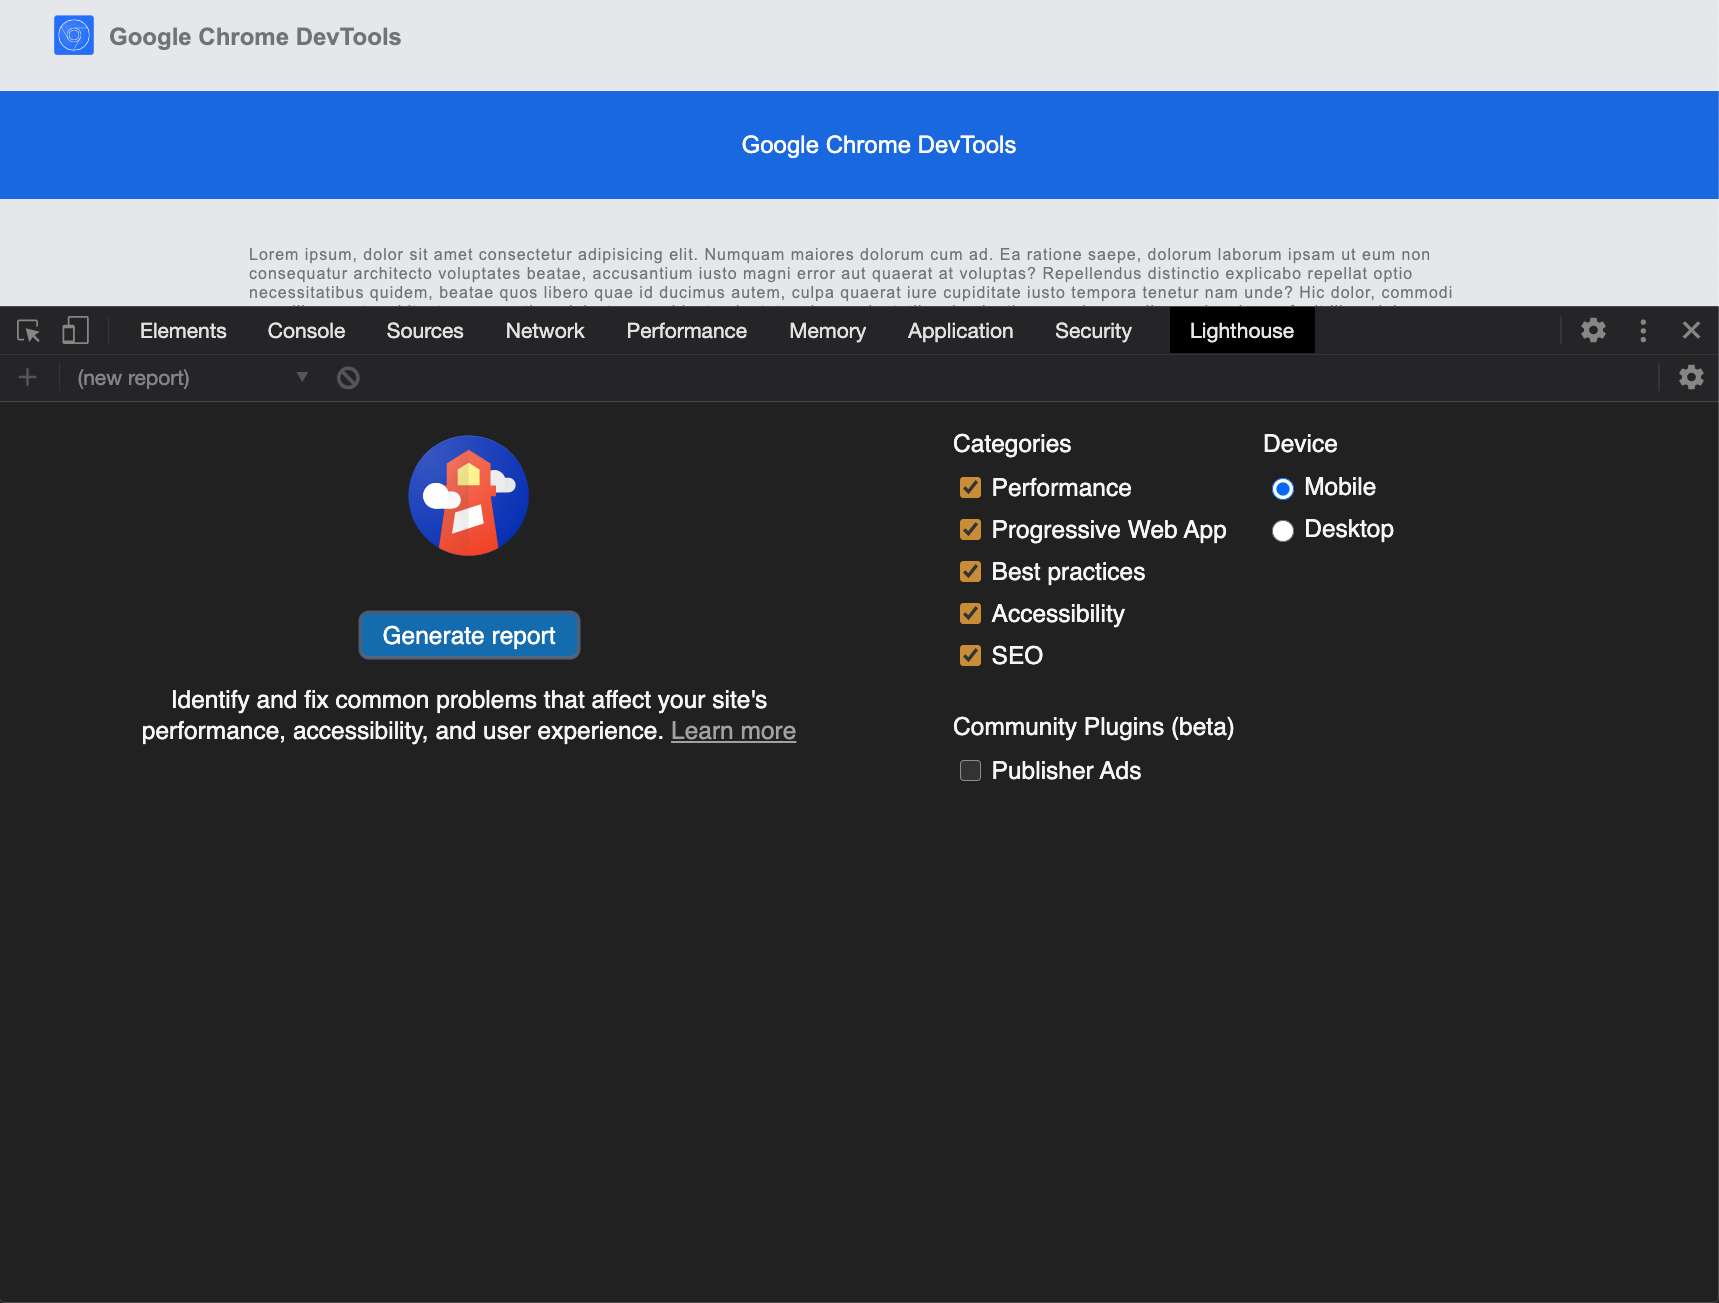 Google Chrome DevTools
Google Chrome DevTools
Lorem ipsum, dolor sit amet consectetur adipisicing elit. Numquam maiores dolorum cum ad. Ea ratione saepe, dolorum laborum ipsam ut eum non
consequatur architecto voluptates beatae, accusantium iusto magni error aut quaerat at voluptas? Repellendus distinctio explicabo repellat optio
necessitatibus quidem, beatae quos libero quae id ducimus autem, culpa quaerat iure cupiditate iusto tempora tenetur nam unde? Hic dolor, commodi
Elements Console Sources Network Performance Memory Application Security Lighthouse
(new report)
Generate report
Identify and fix common problems that affect your site's
performance, accessibility, and user experience. Learn more
Categories
Performance
Progressive Web App
Best practices
Accessibility
SEO
Community Plugins (beta)
Publisher Ads
Device
Mobile
Desktop